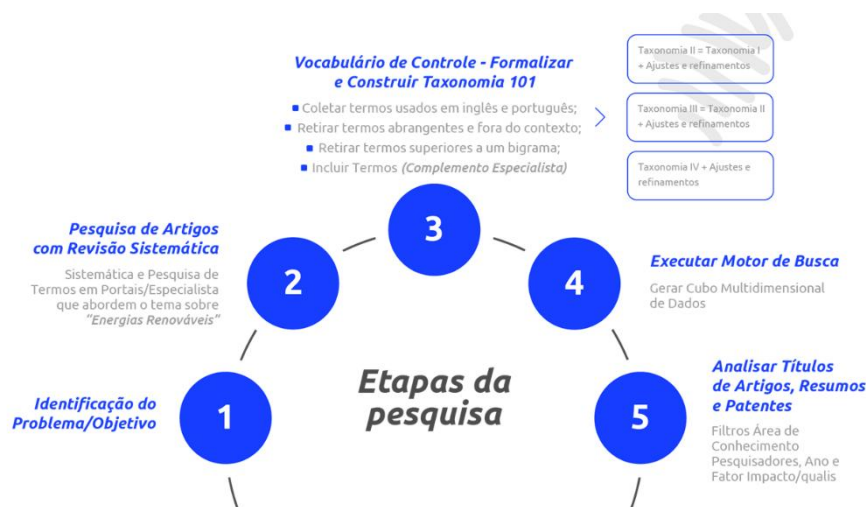 Vocabulário de Controle - Formalizar
e Construir Taxonomia 101
Coletar termos usados em inglês e português;
Retirar termos abrangentes e fora do contexto;
Retirar termos superiores a um bigrama;
Incluir Termos (Complemento Especialista)
Taxonomia II = Taxonomia I
+ Ajustes e refinamentos
Taxonomia III = Taxonomia II
+ Ajustes e refinamentos
Taxonomia IV + Ajustes e
refinamentos
3
Pesquisa de Artigos
com Revisão Sistemática
Sistemática e Pesquisa de
Termos em Portais/Especialista
que abordem o tema sobre
"Energias Renováveis"
2
4
Executar Motor de Busca
Gerar Cubo Multidimensional
de Dados
Identificação do
Problema/Objetivo
1
Etapas da
pesquisa
5
Analisar Títulos
de Artigos, Resumos
e Patentes
Filtros Área de
Conhecimento
Pesquisadores, Ano e
Fator Impacto/qualis